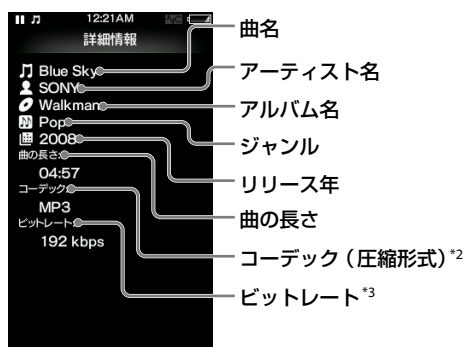 12:21AM
詳細情報
Blue Sky
SONY
Walkman
Pop
2008
曲の長さ:
04:57
コーデック:
MP3
ビットレート:
192 kbps
曲名
アーティスト名
アルバム名
ジャンル
リリース年
曲の長さ
コーデック（圧縮形式）*2
ビットレート*3